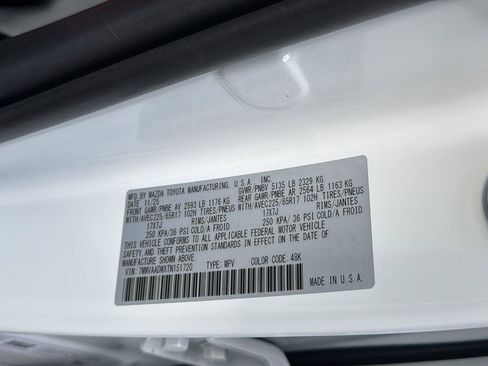 MFD BY MAZDA TOYOTA MANUFACTURING, U.S.A. INC.
11/25 GVWR/PNBV 5135 LB 2329 KG
FRONT GAWR/PNBE AV 2593 LB 1176 KG REAR GAWR/PNBE AR 2564 LB 1163 KG
WITH/AVEC225/65R17 102H TIRES/PNEUS WITH/AVEC225/65R17 102H TIRES/PNEUS
17X7J RIMS/JANTES 17X7J RIMS/JANTES
250 KPA/36 PSI COLD/A FROID 250 KPA/36 PSI COLD/A FROID
THIS VEHICLE CONFORMS TO ALL APPLICABLE FEDERAL MOTOR VEHICLE
SAFETY AND THEFT PREVENTION STANDARDS IN EFFECT ON THE DATE OF
MANUFACTURE SHOWN ABOVE.
VIN: 7MMVAADWXTN151720 TYPE: MPV COLOR CODE: 48K
MADE IN U.S.A.